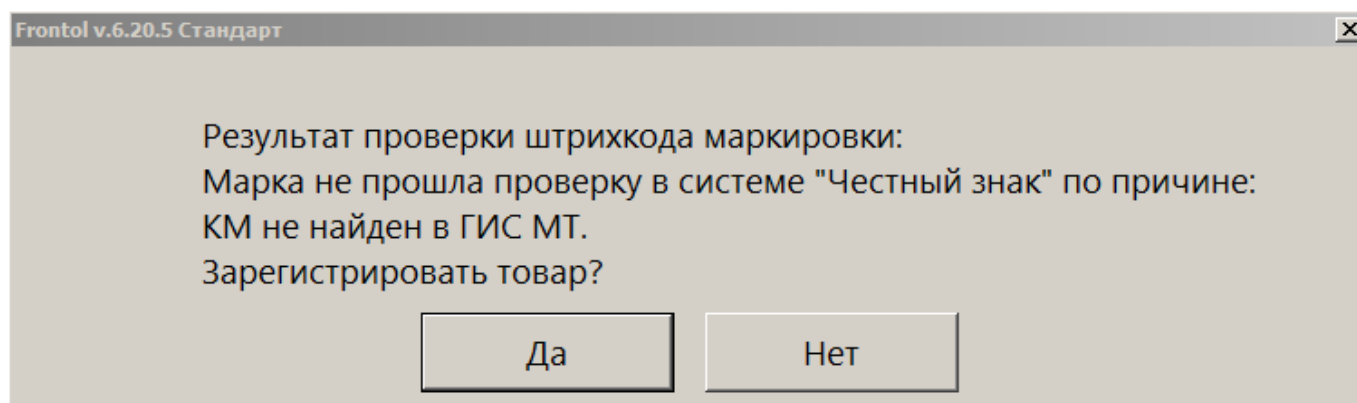 Frontol v.6.20.5 Стандарт
Результат проверки штрихкода маркировки:
Марка не прошла проверку в системе "Честный знак" по причине:
КМ не найден в ГИС МТ.
Зарегистрировать товар?
Да Нет